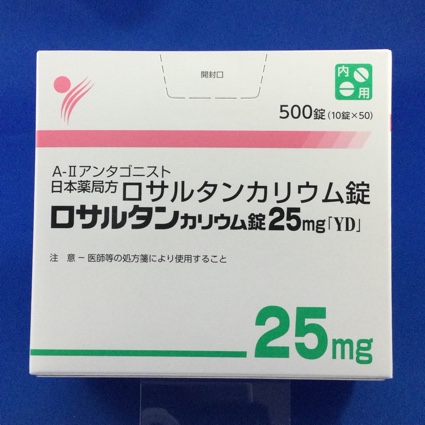 開封口
内用
500錠(10錠×50)
A-Ⅱアンタゴニスト
日本薬局方 ロサルタンカリウム錠
ロサルタンカリウム錠25mg「YD」
注 意－医師等の処方箋により使用すること
25mg